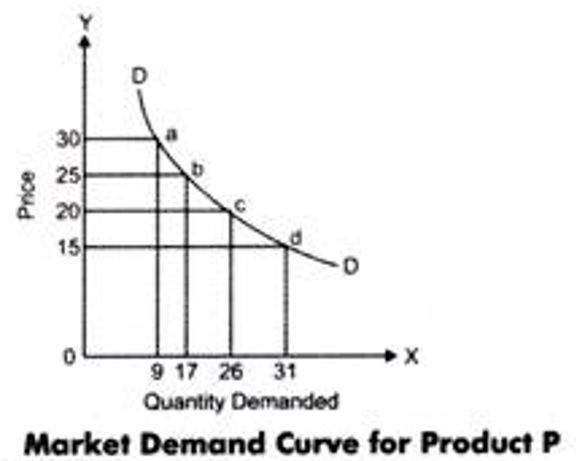 Y
D
30
a
25
b
20
c
15
d
D
Price
0
X
9 17 26 31
Quantity Demanded
Market Demand Curve for Product P